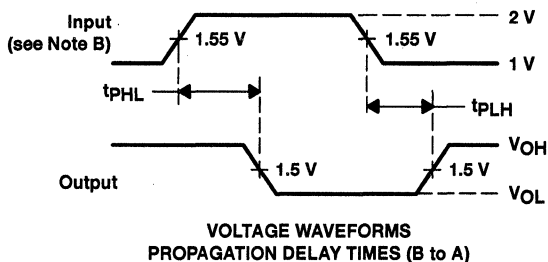 Input
(see Note B)
1.55 V
1.55 V
2 V
1 V
tPHL
tPLH
Output
1.5 V
1.5 V
VOH
VOL
VOLTAGE WAVEFORMS
PROPAGATION DELAY TIMES (B to A)